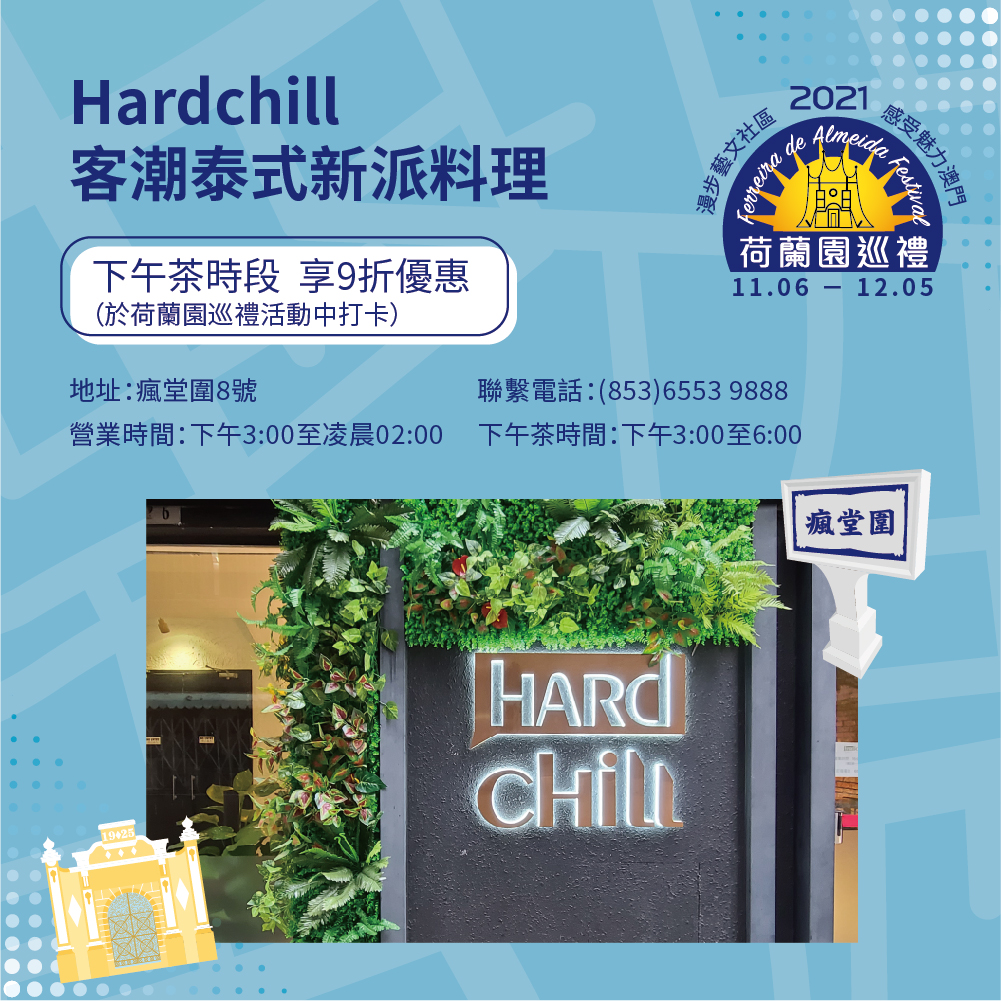 Hardchill
客潮泰式新派料理
漫步藝文社區 2021 感受魅力澳門
Ferreira de Almeida Festival
荷蘭園巡禮
11.06 — 12.05
下午茶時段 享9折優惠
(於荷蘭園巡禮活動中打卡)
地址:瘋堂圍8號
聯繫電話:(853)6553 9888
營業時間:下午3:00至凌晨02:00
下午茶時間:下午3:00至6:00
瘋堂圍
6
HARd
cHill
1925